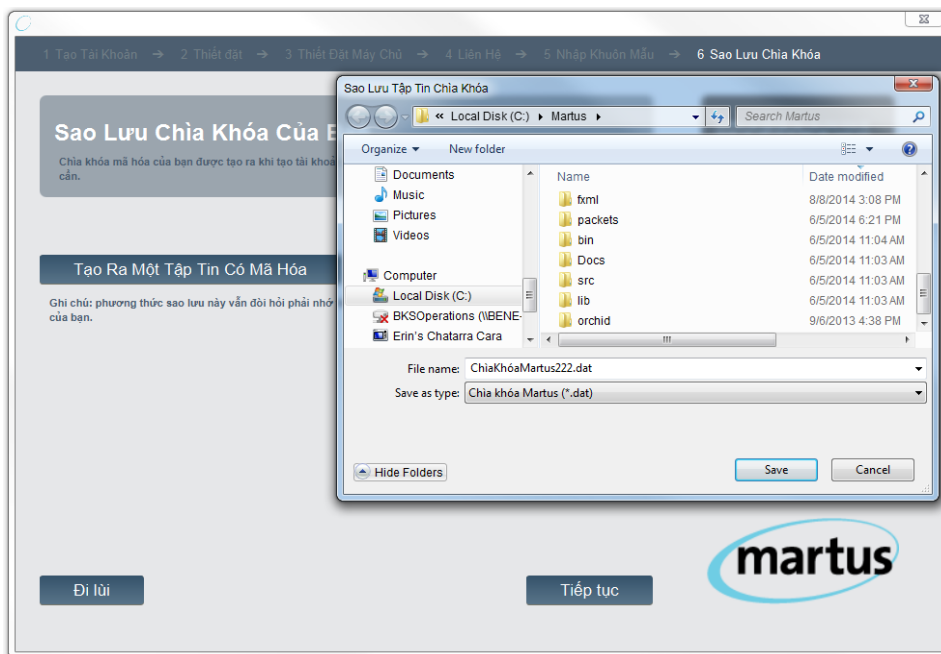 1 Tạo Tài Khoản → 2 Thiết đặt → 3 Thiết Đặt Máy Chủ → 4 Liên Hệ → 5 Nhập Khuôn Mẫu → 6 Sao Lưu Chìa Khóa
Sao Lưu Chìa Khóa Của
Chìa khóa mã hóa của bạn được tạo ra khi tạo tài
cần.
Tạo Ra Một Tập Tin Có Mã Hóa
Ghi chú: phương thức sao lưu này vẫn đòi hỏi phải nhớ
của bạn.
Sao Lưu Tập Tin Chìa Khóa
« Local Disk (C:) Martus
Search Martus
Organize New folder
Documents
Music
Pictures
Videos
Computer
Local Disk (C:)
BKSOperations (\\BENE-
Erin's Chatarra Cara
Name Date modified
fxml 8/8/2014 3:08 PM
packets 6/5/2014 6:21 PM
bin 6/5/2014 11:04 AM
Docs 6/5/2014 11:03 AM
src 6/5/2014 11:03 AM
lib 6/5/2014 11:03 AM
orchid 9/6/2013 4:38 PM
File name: ChìaKhóaMartus222.dat
Save as type: Chìa khóa Martus (*.dat)
Hide Folders
Save Cancel
martus
Đi lùi
Tiếp tục